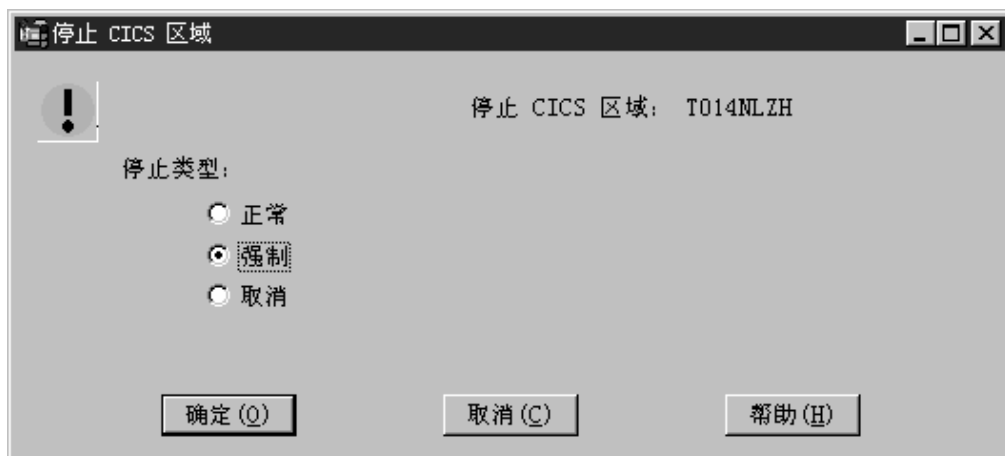 停止 CICS 区域
停止 CICS 区域: T014NLZH
停止类型:
正常
强制
取消
确定(O) 取消(C) 帮助(H)